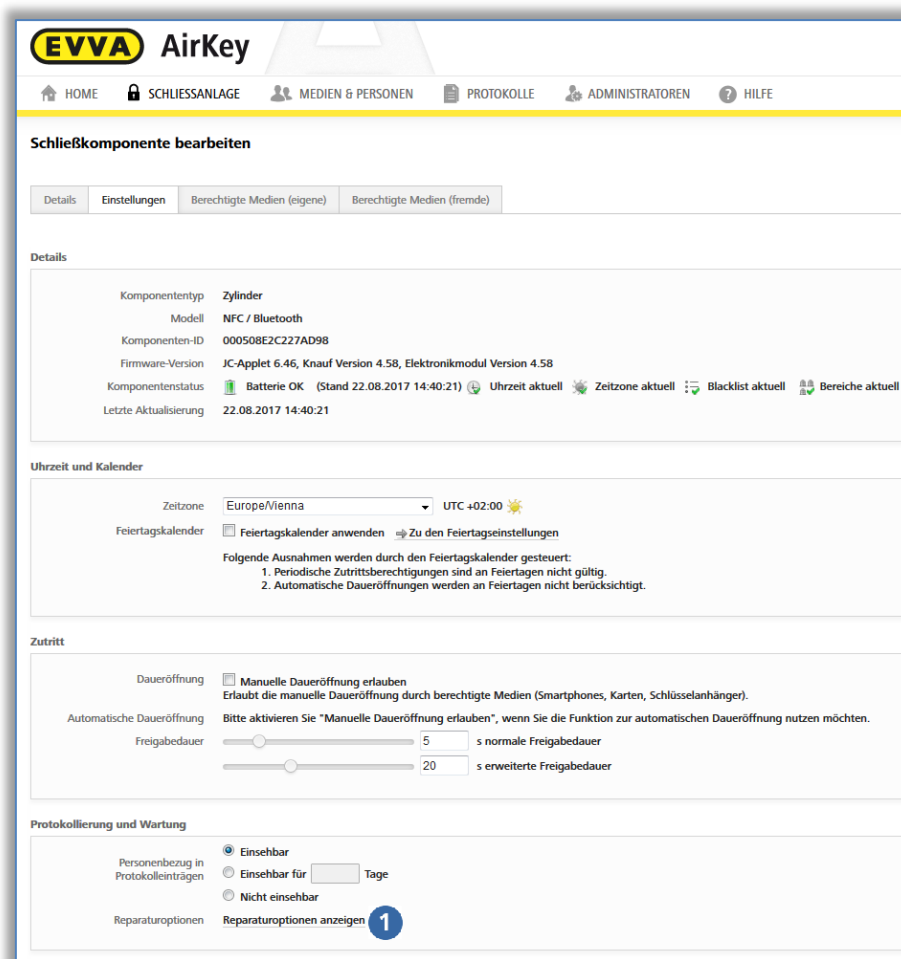 EVVA AirKey
HOME SCHLIESSANLAGE MEDIEN & PERSONEN PROTOKOLLE ADMINISTRATOREN HILFE
Schließkomponente bearbeiten
Details Einstellungen Berechtigte Medien (eigene) Berechtigte Medien (fremde)
Details
Komponententyp Zylinder
Modell NFC / Bluetooth
Komponenten-ID 000508E2C227AD98
Firmware-Version JC-Applet 6.46, Knauf Version 4.58, Elektronikmodul Version 4.58
Komponentenstatus Batterie OK (Stand 22.08.2017 14:40:21) Uhrzeit aktuell Zeitzone aktuell Blacklist aktuell Bereiche aktuell
Letzte Aktualisierung 22.08.2017 14:40:21
Uhrzeit und Kalender
Zeitzone Europe/Vienna UTC +02:00
Feiertagskalender Feiertagskalender anwenden Zu den Feiertagseinstellungen
Folgende Ausnahmen werden durch den Feiertagskalender gesteuert:
1. Periodische Zutrittsberechtigungen sind an Feiertagen nicht gültig.
2. Automatische Daueröffnungen werden an Feiertagen nicht berücksichtigt.
Zutritt
Daueröffnung Manuelle Daueröffnung erlauben
Erlaubt die manuelle Daueröffnung durch berechtigte Medien (Smartphones, Karten, Schlüsselanhänger).
Automatische Daueröffnung Bitte aktivieren Sie "Manuelle Daueröffnung erlauben", wenn Sie die Funktion zur automatischen Daueröffnung nutzen möchten.
Freigabedauer 5 s normale Freigabedauer
20 s erweiterte Freigabedauer
Protokollierung und Wartung
Personenbezug in
Protokolleinträgen
Einsehbar
Einsehbar für Tage
Nicht einsehbar
Reparaturoptionen Reparaturoptionen anzeigen 1